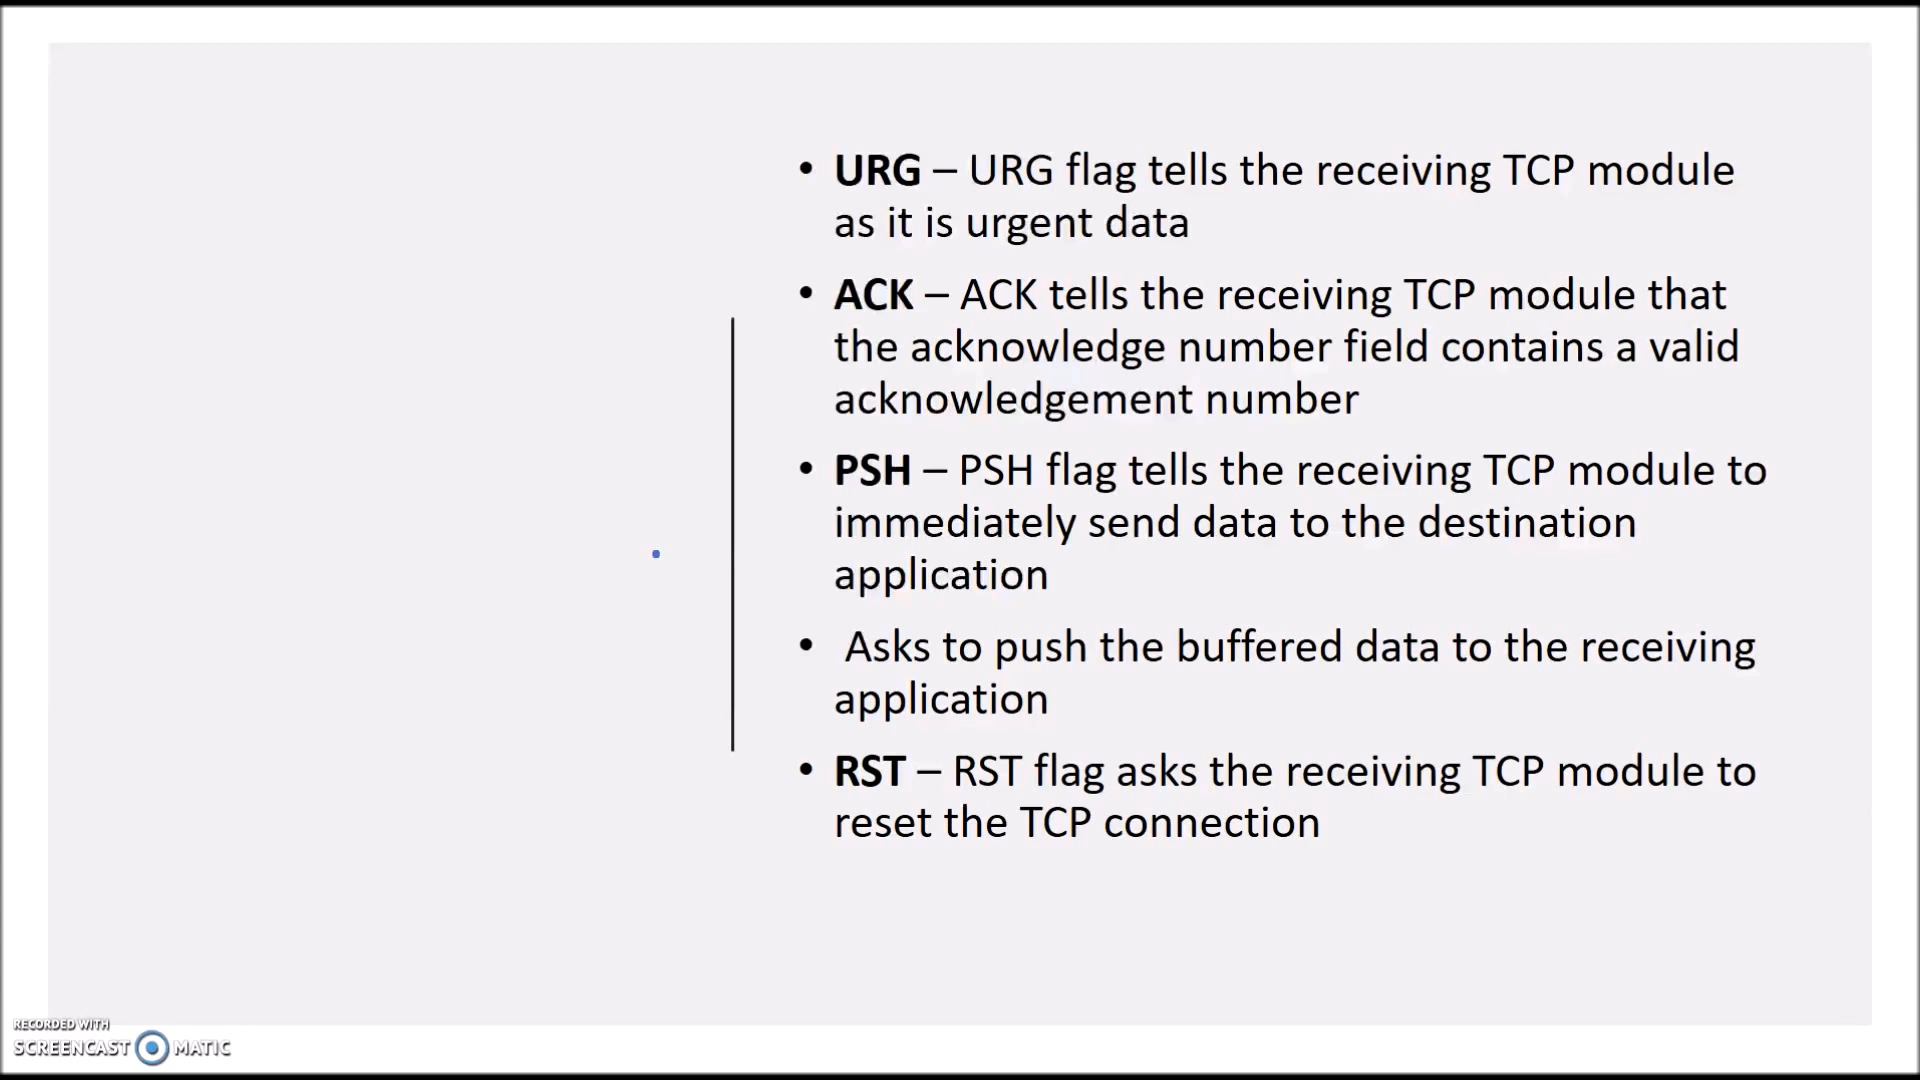 • URG – URG flag tells the receiving TCP module
as it is urgent data
• ACK – ACK tells the receiving TCP module that
the acknowledge number field contains a valid
acknowledgement number
• PSH – PSH flag tells the receiving TCP module to
immediately send data to the destination
application
• Asks to push the buffered data to the receiving
application
• RST – RST flag asks the receiving TCP module to
reset the TCP connection
RECORDED WITH
SCREENCAST MATIC